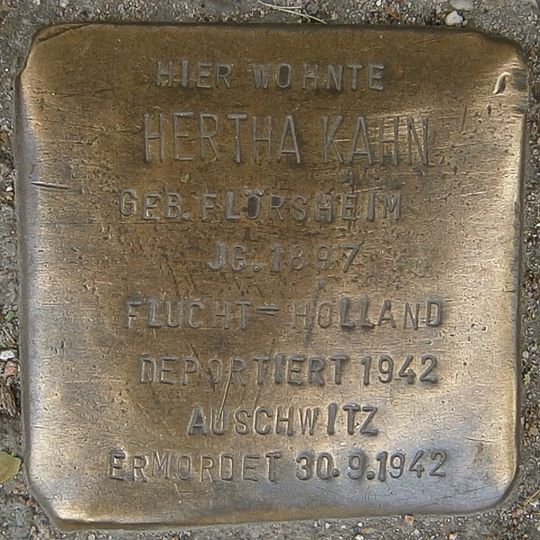 HIER WOHNTE
HERTHA KAHN
GEB. FLÖRSHEIM
JG. 1897
FLUCHT - HOLLAND
DEPORTIERT 1942
AUSCHWITZ
ERMORDET 30.9.1942